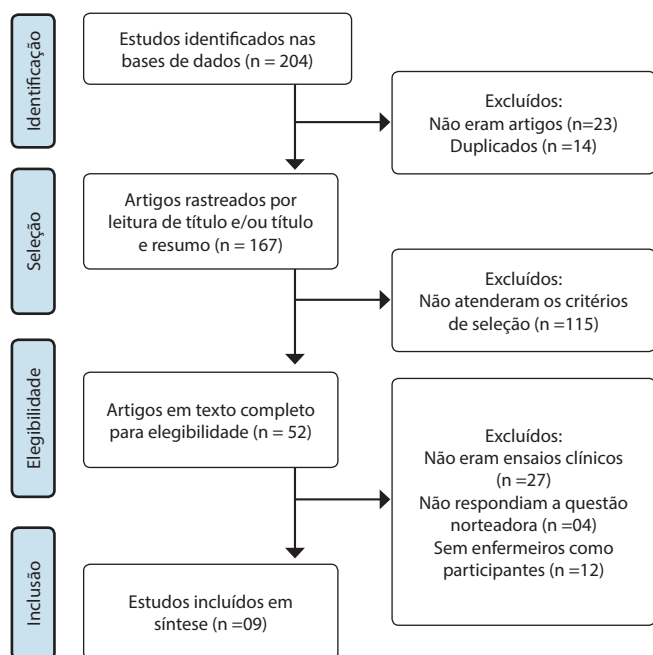 Identificação
Estudos identificados nas
bases de dados (n = 204)
Excluídos:
Não eram artigos (n=23)
Duplicados (n =14)
Seleção
Artigos rastreados por
leitura de título e/ou título
e resumo (n = 167)
Excluídos:
Não atenderam os critérios
de seleção (n =115)
Elegibilidade
Artigos em texto completo
para elegibilidade (n = 52)
Excluídos:
Não eram ensaios clínicos
(n =27)
Não respondiam a questão
norteadora (n =04)
Sem enfermeiros como
participantes (n =12)
Inclusão
Estudos incluídos em
síntese (n =09)